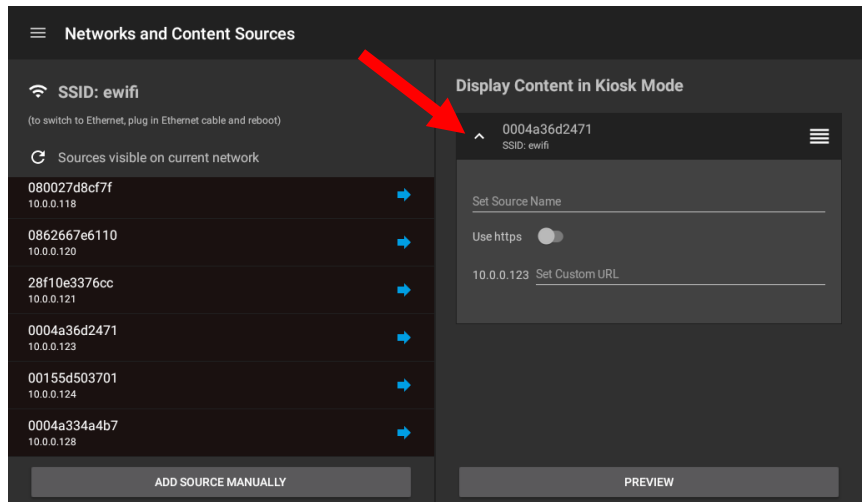 Networks and Content Sources
SSID: ewifi
(to switch to Ethernet, plug in Ethernet cable and reboot)
Sources visible on current network
080027d8cf7f
10.0.0.118
0862667e6110
10.0.0.120
28f10e3376cc
10.0.0.121
0004a36d2471
10.0.0.123
00155d503701
10.0.0.124
0004a334a4b7
10.0.0.128
ADD SOURCE MANUALLY
Display Content in Kiosk Mode
0004a36d2471
SSID: ewifi
Set Source Name
Use https
10.0.0.123 Set Custom URL
PREVIEW